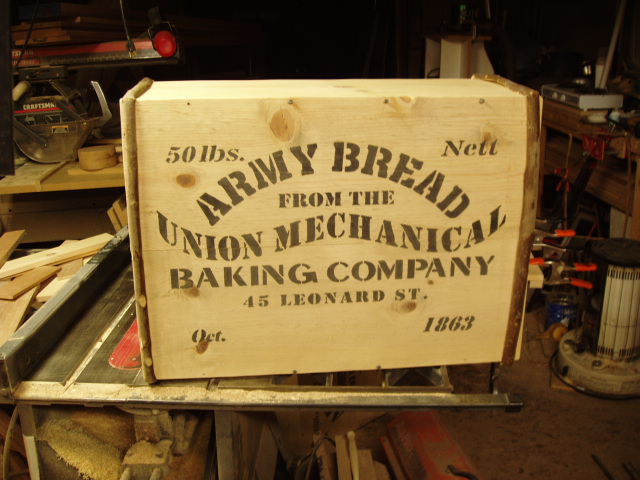 CRAFTSMAN
50 lbs. Nett
ARMY BREAD
FROM THE
UNION MECHANICAL
BAKING COMPANY
45 LEONARD ST.
Oct. 1863